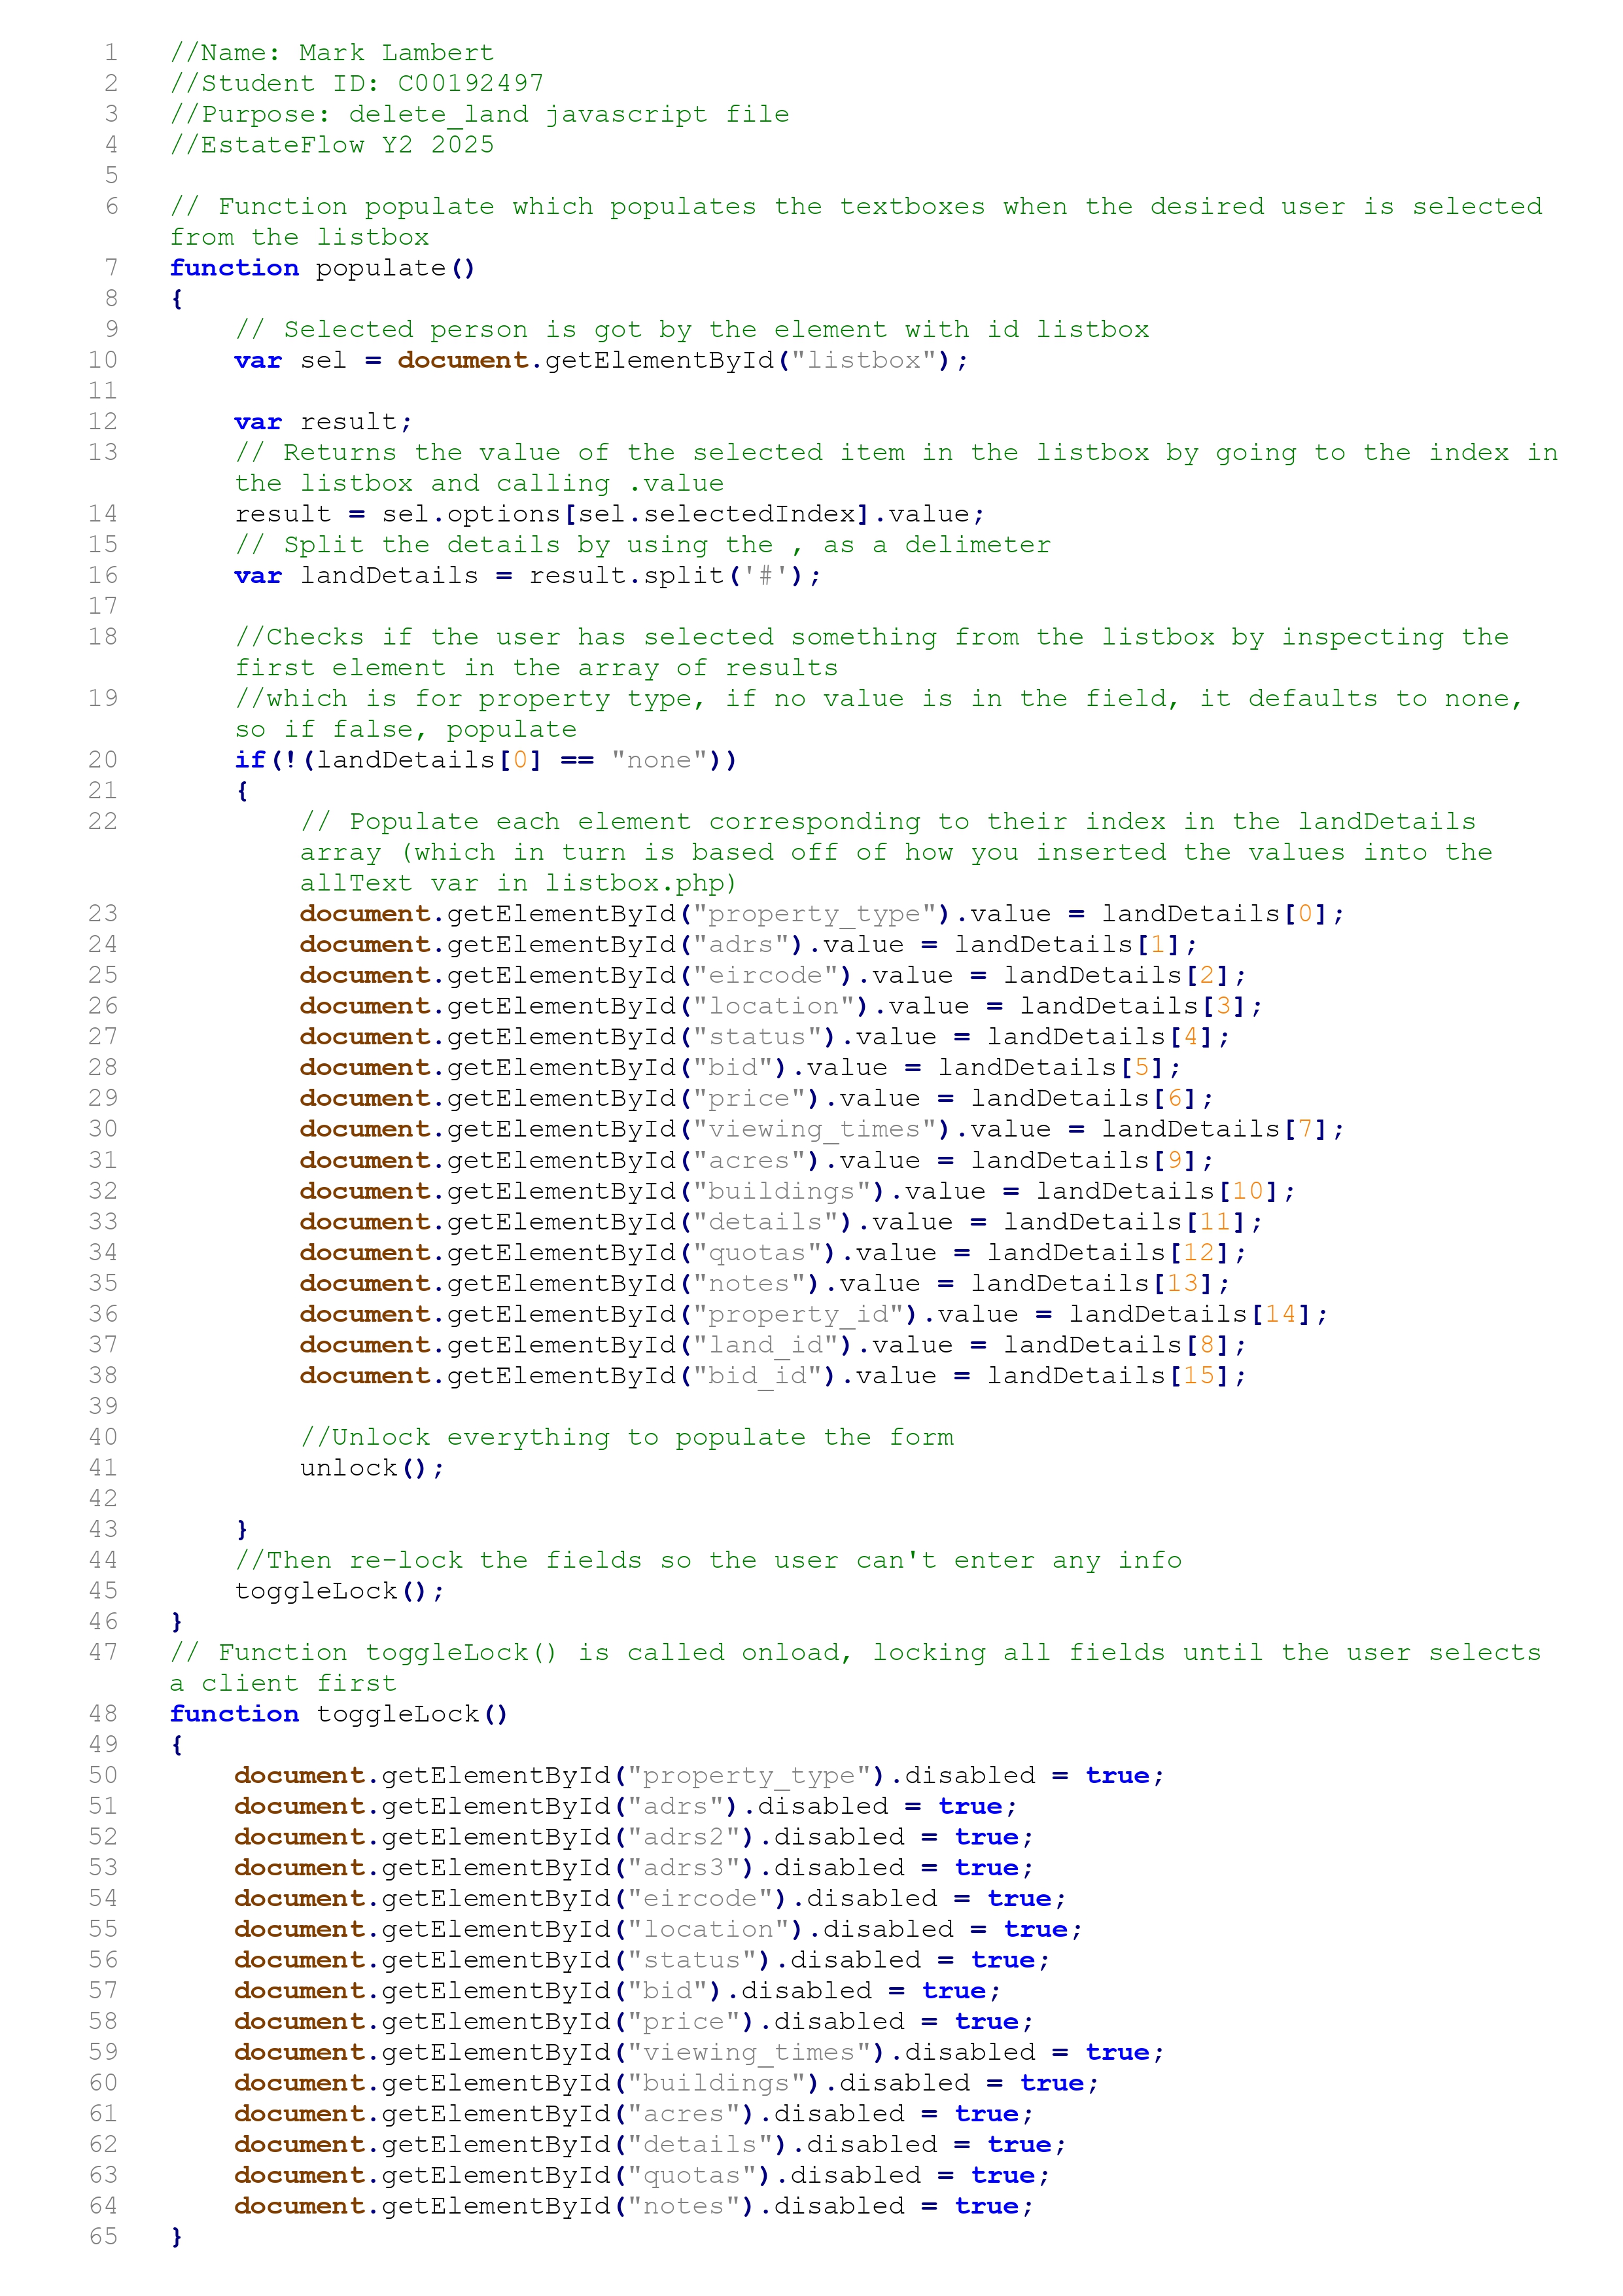 1 //Name: Mark Lambert
2 //Student ID: C00192497
3 //Purpose: delete_land javascript file
4 //EstateFlow Y2 2025
5
6 // Function populate which populates the textboxes when the desired user is selected
from the listbox
7 function populate()
8 {
9 // Selected person is got by the element with id listbox
10 var sel = document.getElementById("listbox");
11
12 var result;
13 // Returns the value of the selected item in the listbox by going to the index in
the listbox and calling .value
14 result = sel.options[sel.selectedIndex].value;
15 // Split the details by using the , as a delimeter
16 var landDetails = result.split('#');
17
18 //Checks if the user has selected something from the listbox by inspecting the
first element in the array of results
19 //which is for property type, if no value is in the field, it defaults to none,
so if false, populate
20 if(!(landDetails[0] == "none"))
21 {
22 // Populate each element corresponding to their index in the landDetails
array (which in turn is based off of how you inserted the values into the
allText var in listbox.php)
23 document.getElementById("property_type").value = landDetails[0];
24 document.getElementById("adrs").value = landDetails[1];
25 document.getElementById("eircode").value = landDetails[2];
26 document.getElementById("location").value = landDetails[3];
27 document.getElementById("status").value = landDetails[4];
28 document.getElementById("bid").value = landDetails[5];
29 document.getElementById("price").value = landDetails[6];
30 document.getElementById("viewing_times").value = landDetails[7];
31 document.getElementById("acres").value = landDetails[9];
32 document.getElementById("buildings").value = landDetails[10];
33 document.getElementById("details").value = landDetails[11];
34 document.getElementById("quotas").value = landDetails[12];
35 document.getElementById("notes").value = landDetails[13];
36 document.getElementById("property_id").value = landDetails[14];
37 document.getElementById("land_id").value = landDetails[8];
38 document.getElementById("bid_id").value = landDetails[15];
39
40 //Unlock everything to populate the form
41 unlock();
42
43 }
44 //Then re-lock the fields so the user can't enter any info
45 toggleLock();
46 }
47 // Function toggleLock() is called onload, locking all fields until the user selects
a client first
48 function toggleLock()
49 {
50 document.getElementById("property_type").disabled = true;
51 document.getElementById("adrs").disabled = true;
52 document.getElementById("adrs2").disabled = true;
53 document.getElementById("adrs3").disabled = true;
54 document.getElementById("eircode").disabled = true;
55 document.getElementById("location").disabled = true;
56 document.getElementById("status").disabled = true;
57 document.getElementById("bid").disabled = true;
58 document.getElementById("price").disabled = true;
59 document.getElementById("viewing_times").disabled = true;
60 document.getElementById("buildings").disabled = true;
61 document.getElementById("acres").disabled = true;
62 document.getElementById("details").disabled = true;
63 document.getElementById("quotas").disabled = true;
64 document.getElementById("notes").disabled = true;
65 }